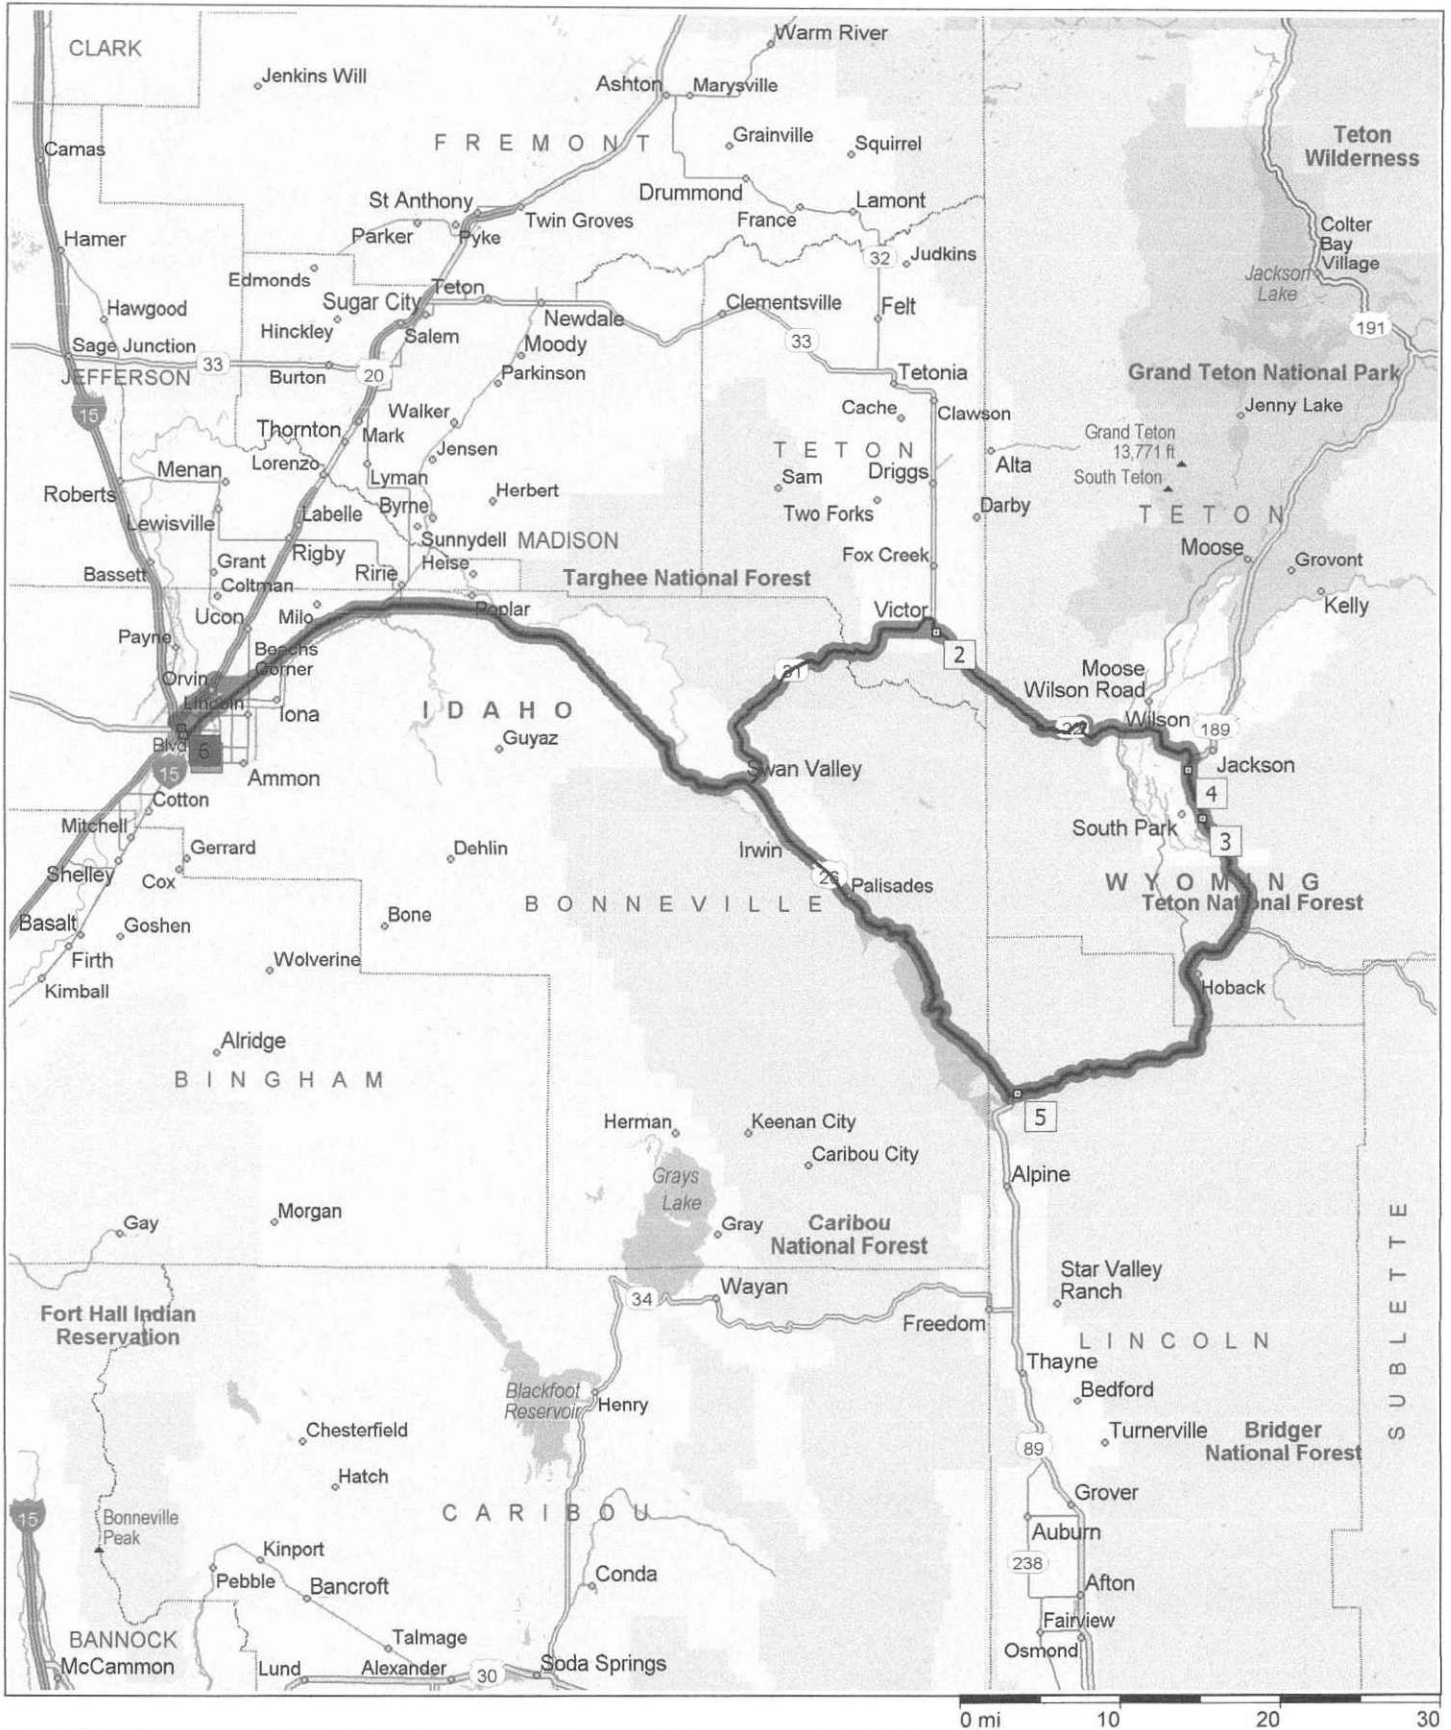 Warm River
CLARK
Jenkins Will
Ashton
Marysville
FREMONT
Grainville
Squirrel
Teton
Wilderness
Camas
Drummond
St Anthony
Lamont
France
Twin Groves
Parker
Pyke
Colter
Bay
Village
Hamer
32
Judkins
Jackson
Lake
Edmonds
Teton
Sugar City
Hawgood
Clementsville
Felt
Hinckley
Newdale
191
Salem
33
Sage Junction
33
Moody
JEFFERSON
Burton
20
Parkinson
Tetonia
Grand Teton National Park
15
Walker
Cache
Clawson
Jenny Lake
Thornton
Mark
Grand Teton
13,771 ft
Jensen
TETON
Menan
Lorenzo
Alta
Lyman
Sam
Driggs
South Teton
Roberts
Herbert
Byrne
Two Forks
Darby
TETON
Lewisville
Labelle
Sunnydell
MADISON
Rigby
Fox Creek
Moose
Grovont
Grant
Heise
Bassett
Ririe
Targhee National Forest
Coltman
Kelly
Ucon
Milo
Poplar
Victor
Payne
Beachs
Corner
2
Moose
Wilson Road
Orvin
31
Lincoln
IDAHO
Iona
22
Wilson
189
B
Blvd
6
Guyaz
15
Ammon
Swan Valley
Jackson
Cotton
4
Mitchell
South Park
3
Gerrard
Dehlin
Irwin
Shelley
Cox
26
Palisades
WYOMING
Teton National Forest
BONNEVILLE
Basalt
Goshen
Bone
Firth
Wolverine
Kimball
Hoback
Alridge
BINGHAM
5
Herman
Keenan City
Caribou City
Alpine
Grays
Lake
Morgan
Gay
Gray
Caribou
National Forest
SUBLETTE
Star Valley
Ranch
Wayan
34
Fort Hall Indian
Reservation
Freedom
LINCOLN
Thayne
Blackfoot
Reservoir
Henry
Bedford
Chesterfield
Turnerville
Bridger
National Forest
89
Hatch
Grover
15
Bonneville
Peak
CARIBOU
Auburn
Kinport
238
Pebble
Bancroft
Conda
Afton
Fairview
BANNOCK
Talmage
Osmond
McCammon
Lund
Alexander
30
Soda Springs
0 mi 10 20 30